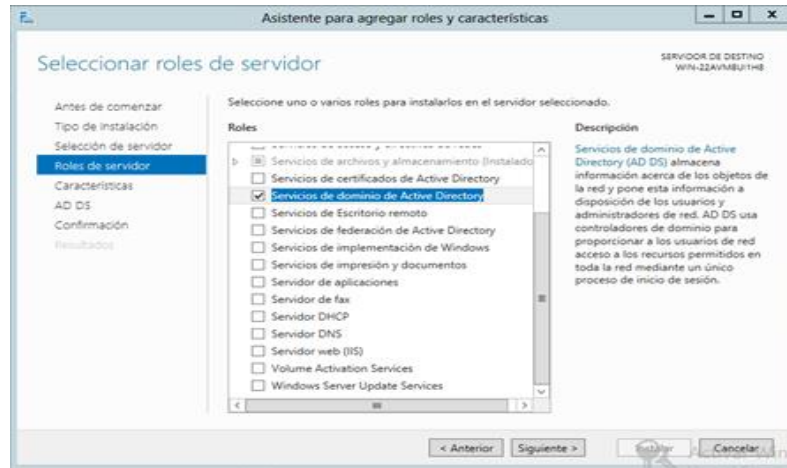 Asistente para agregar roles y características
Seleccionar roles de servidor
SERVIDOR DE DESTINO
WIN-22AVMBUITH8
Antes de comenzar
Tipo de instalación
Selección de servidor
Roles de servidor
Características
AD DS
Confirmación
Resultados
Seleccione uno o varios roles para instalarlos en el servidor seleccionado.
Roles
Servicios de archivos y almacenamiento (Instalado
Servicios de certificados de Active Directory
Servicios de dominio de Active Directory
Servicios de Escritorio remoto
Servicios de federación de Active Directory
Servicios de implementación de Windows
Servicios de impresión y documentos
Servidor de aplicaciones
Servidor de fax
Servidor DHCP
Servidor DNS
Servidor web (IIS)
Volume Activation Services
Windows Server Update Services
Descripción
Servicios de dominio de Active
Directory (AD DS) almacena
información acerca de los objetos de
la red y pone esta información a
disposición de los usuarios y
administradores de red. AD DS usa
controladores de dominio para
proporcionar a los usuarios de red
acceso a los recursos permitidos en
toda la red mediante un único
proceso de inicio de sesión.
< Anterior
Siguiente >
Instalar
Cancelar